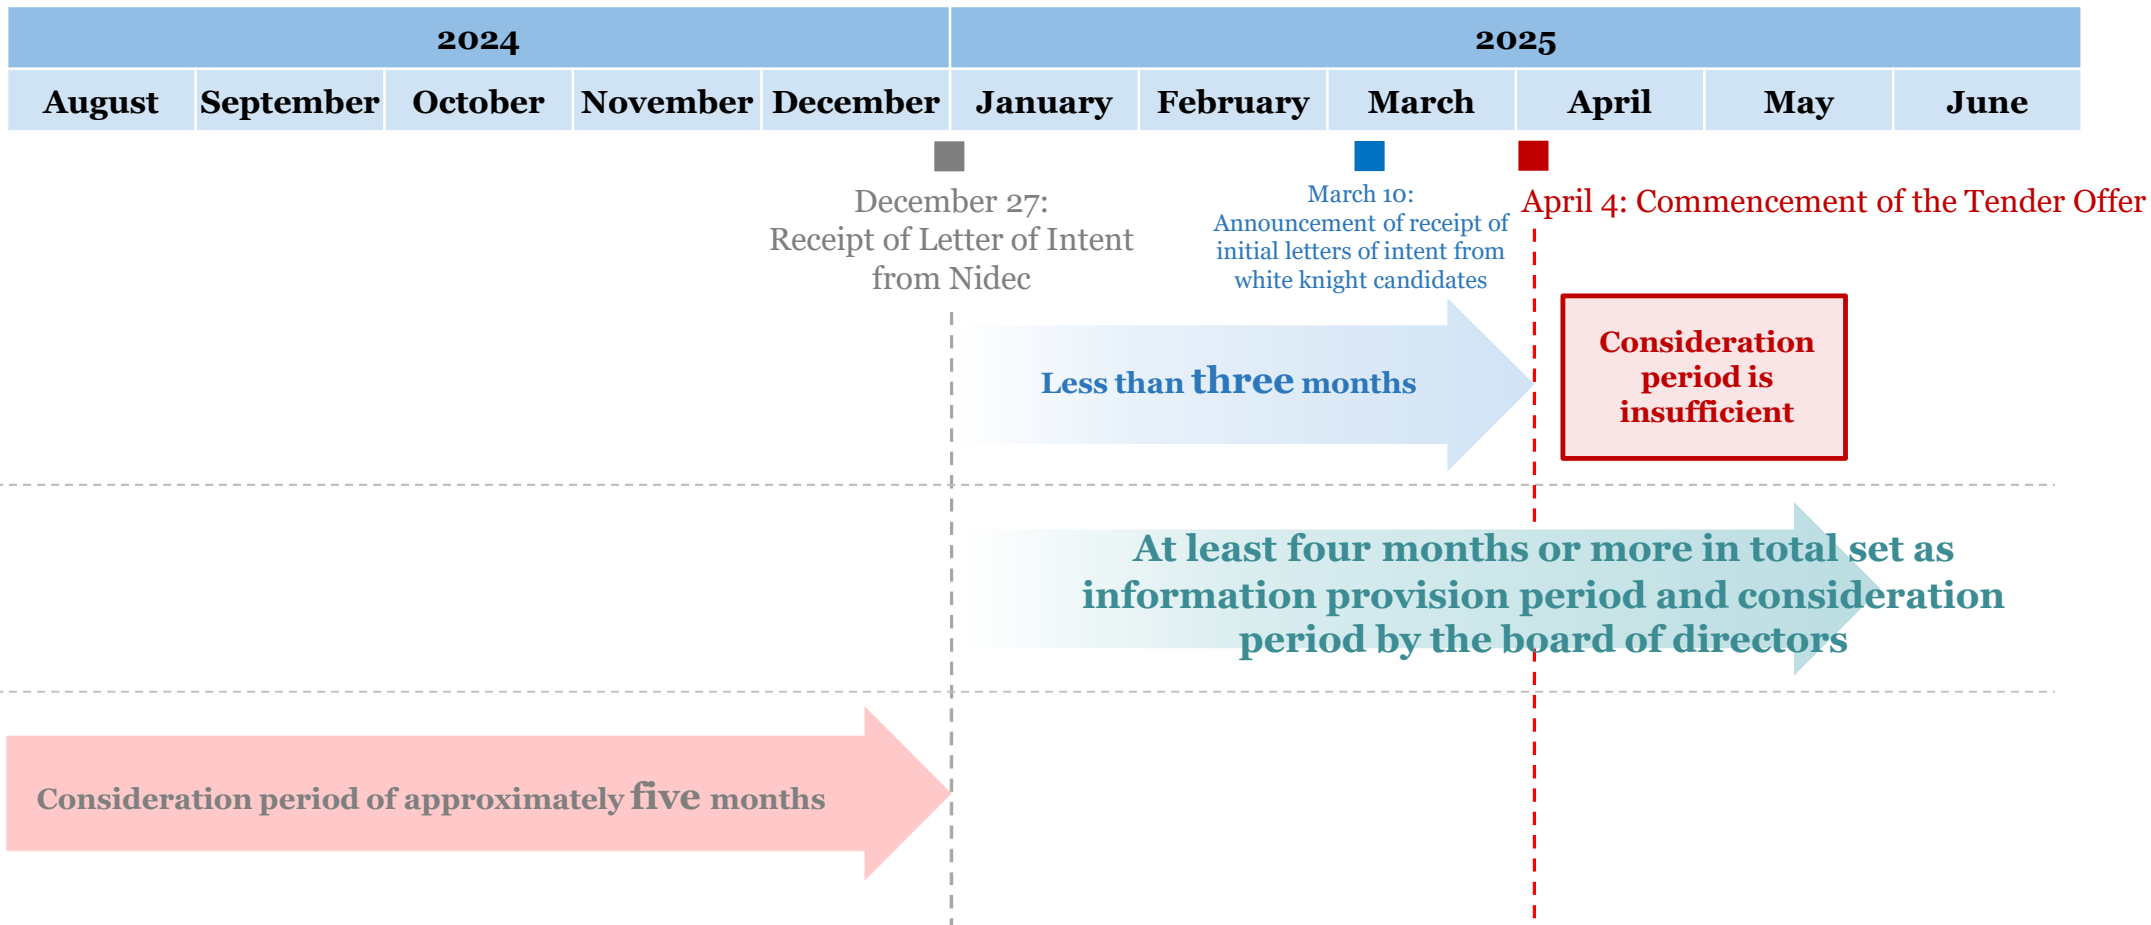 2024
2025
August
September
October
November
December
January
February
March
April
May
June
December 27:
Receipt of Letter of Intent
from Nidec
March 10:
Announcement of receipt of
initial letters of intent from
white knight candidates
April 4: Commencement of the Tender Offer
Less than three months
Consideration
period is
insufficient
At least four months or more in total set as
information provision period and consideration
period by the board of directors
Consideration period of approximately five months